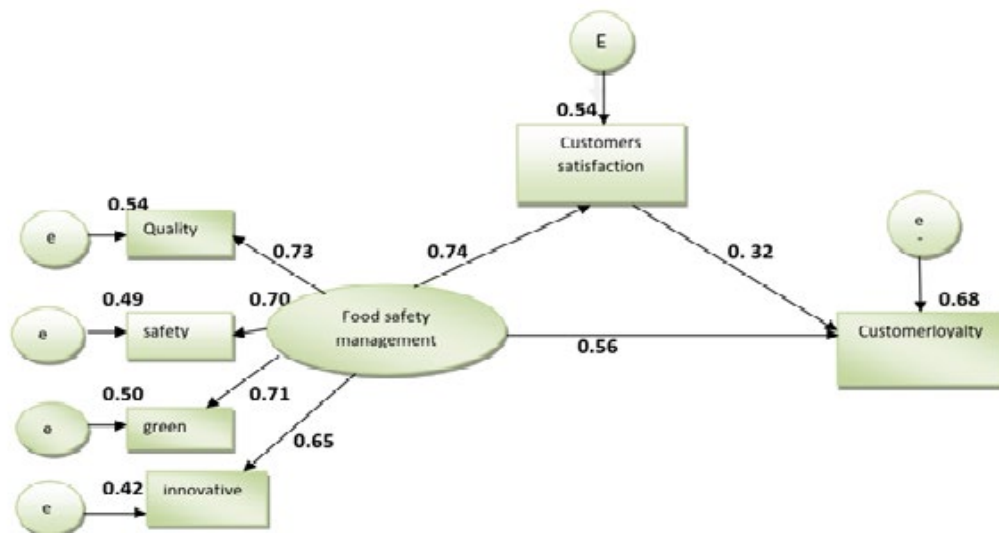 E
0.54
Customers
satisfaction
0.54
e
Quality
0.73
0.74
0. 32
e
0.49
e
safety
0.70
Food safety
management
0.68
Customerloyalty
0.56
0.50
a
green
0.71
0.65
0.42
e
innovative